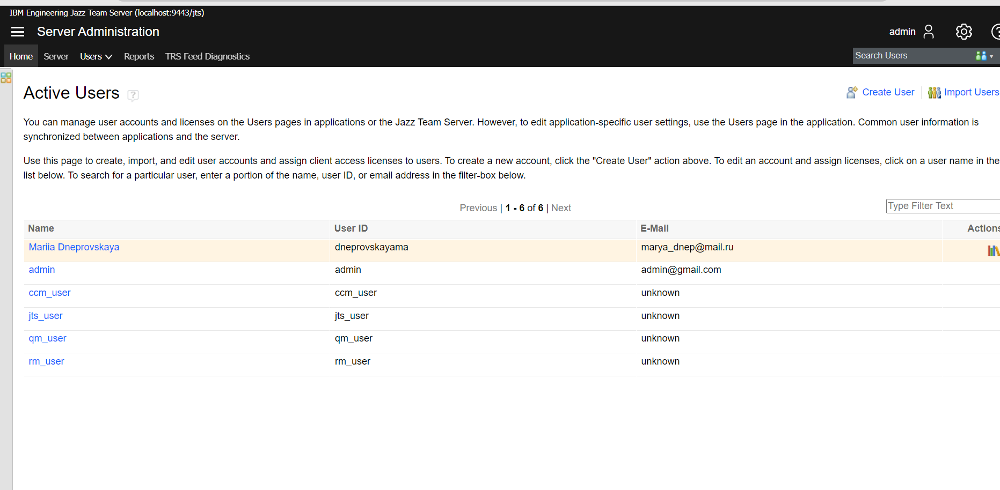 IBM Engineering Jazz Team Server (localhost:9443/jts)
Server Administration
admin
Home Server Users Reports TRS Feed Diagnostics
Search Users
Active Users
Create User
Import Users
You can manage user accounts and licenses on the Users pages in applications or the Jazz Team Server. However, to edit application-specific user settings, use the Users page in the application. Common user information is
synchronized between applications and the server.
Use this page to create, import, and edit user accounts and assign client access licenses to users. To create a new account, click the "Create User" action above. To edit an account and assign licenses, click on a user name in the
list below. To search for a particular user, enter a portion of the name, user ID, or email address in the filter-box below.
Previous | 1 - 6 of 6 | Next
Type Filter Text
Name User ID E-Mail Actions
Mariia Dneprovskaya dneprovskayama marya_dnep@mail.ru
admin admin admin@gmail.com
ccm_user ccm_user unknown
jts_user jts_user unknown
qm_user qm_user unknown
rm_user rm_user unknown